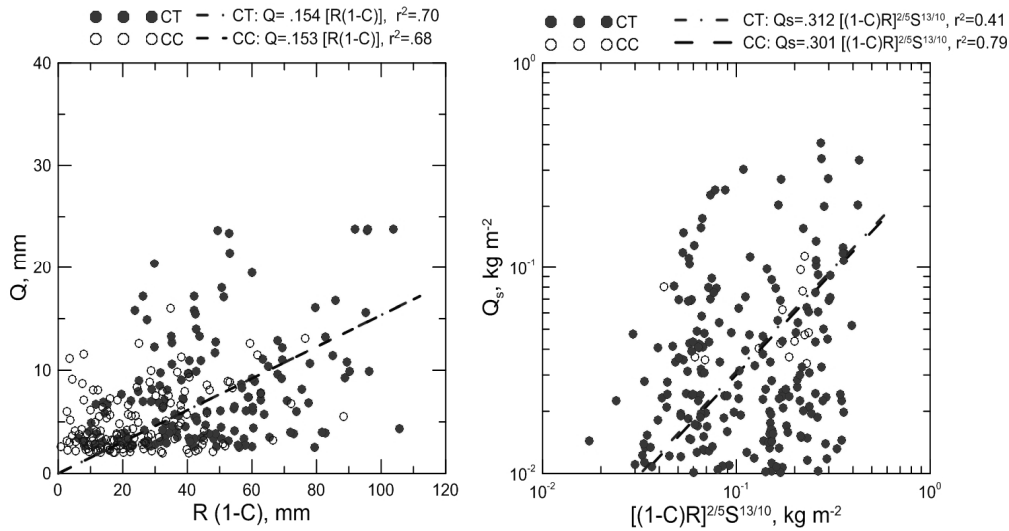 CT CT: Q= .154 [R(1-C)], r²=.70
CC CC: Q=.153 [R(1-C)], r²=.68
40
30
20
10
0
Q, mm
0 20 40 60 80 100 120
R (1-C), mm
CT CT: Qs=.312 [(1-C)R]^2/5 S^13/10, r²=0.41
CC CC: Qs=.301 [(1-C)R]^2/5 S^13/10, r²=0.79
10⁰
10⁻¹
10⁻²
Qₛ, kg m⁻²
10⁻² 10⁻¹ 10⁰
[(1-C)R]^2/5 S^13/10, kg m⁻²